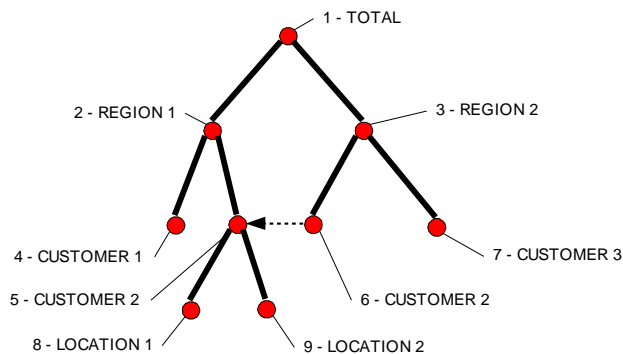 1 - TOTAL
2 - REGION 1
3 - REGION 2
4 - CUSTOMER 1
7 - CUSTOMER 3
5 - CUSTOMER 2
6 - CUSTOMER 2
8 - LOCATION 1
9 - LOCATION 2